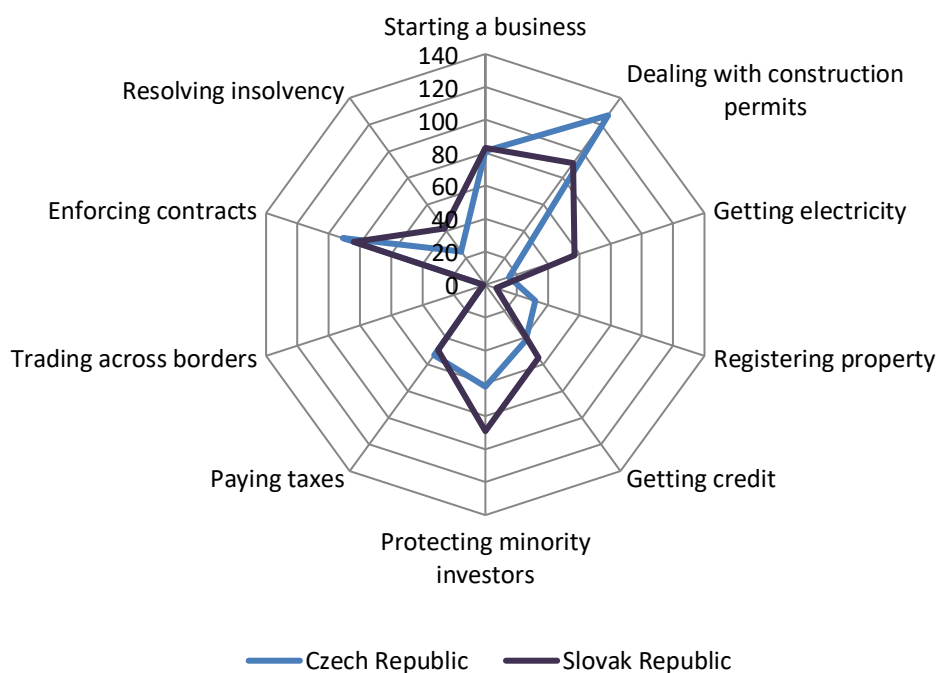 Starting a business
140
120
100
80
60
40
20
0
Dealing with construction
permits
Getting electricity
Registering property
Getting credit
Protecting minority
investors
Paying taxes
Trading across borders
Enforcing contracts
Resolving insolvency
Czech Republic
Slovak Republic